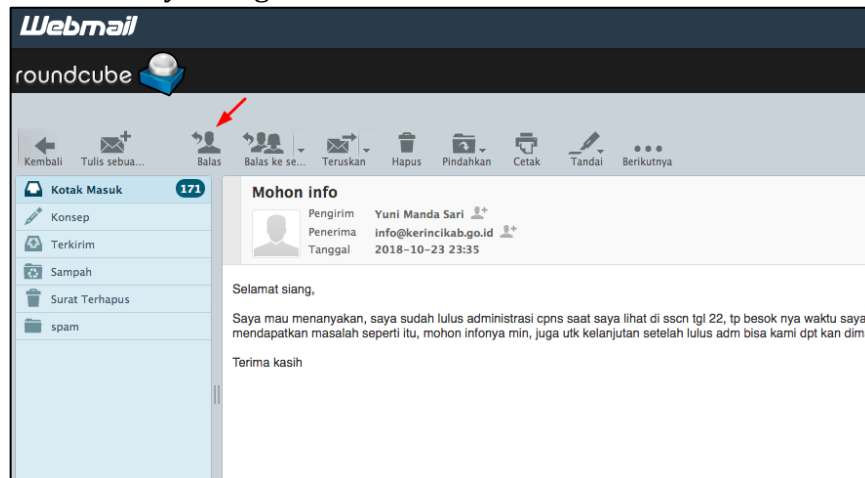 Webmail
roundcube
Kembali Tulis sebua... Balas Balas ke se... Teruskan Hapus Pindahkan Cetak Tandai Berikutnya
Kotak Masuk 171
Konsep
Terkirim
Sampah
Surat Terhapus
spam
Mohon info
Pengirim Yuni Manda Sari
Penerima info@kerincikab.go.id
Tanggal 2018-10-23 23:35
Selamat siang,
Saya mau menanyakan, saya sudah lulus administrasi cpns saat saya lihat di sscn tgl 22, tp besok nya waktu saya
mendapatkan masalah seperti itu, mohon infonya min, juga utk kelanjutan setelah lulus adm bisa kami dpt kan dim
Terima kasih